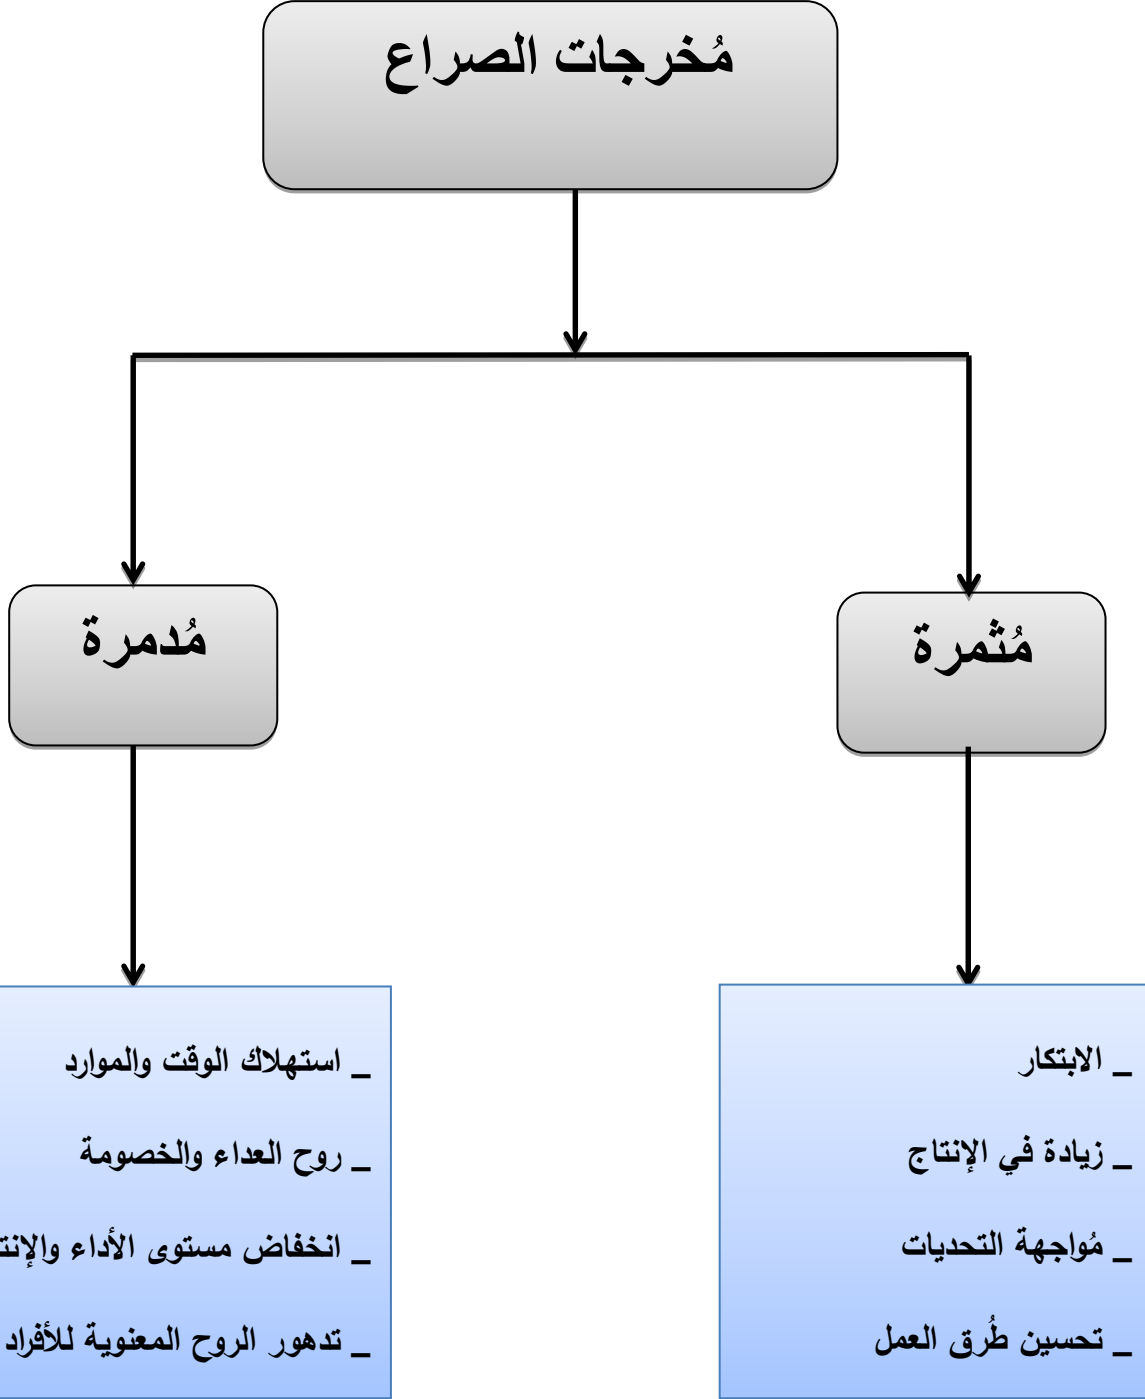 مُخرجات الصراع
مُثمرة
مُدمرة
_ الابتكار
_ زيادة في الإنتاج
_ مُواجهة التحديات
_ تحسين طُرق العمل
_ استهلاك الوقت والموارد
_ روح العداء والخصومة
_ انخفاض مستوى الأداء
_ تدهور الروح المعنوية للأفراد